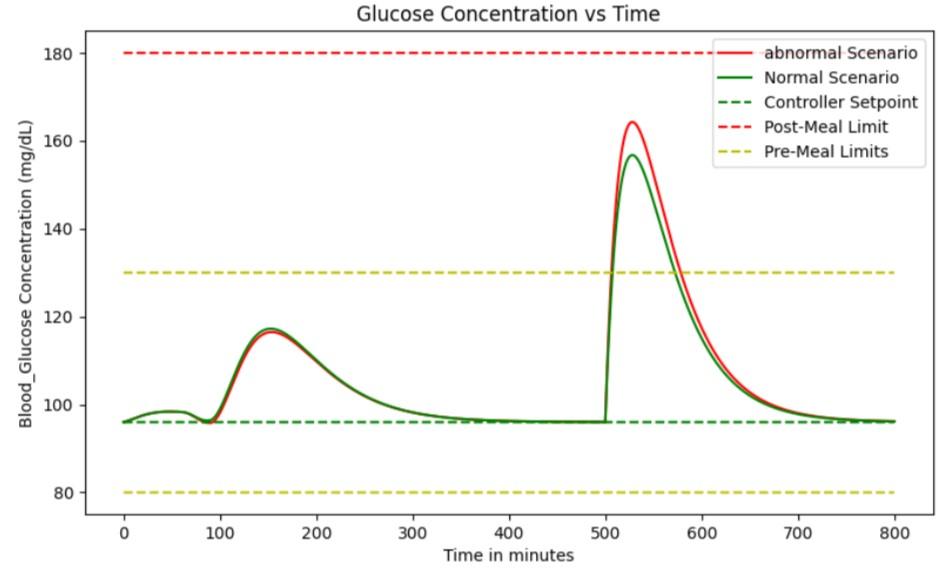 Glucose Concentration vs Time
Blood_Glucose Concentration (mg/dL)
180
160
140
120
100
80
abnormal Scenario
Normal Scenario
Controller Setpoint
Post-Meal Limit
Pre-Meal Limits
0 100 200 300 400 500 600 700 800
Time in minutes